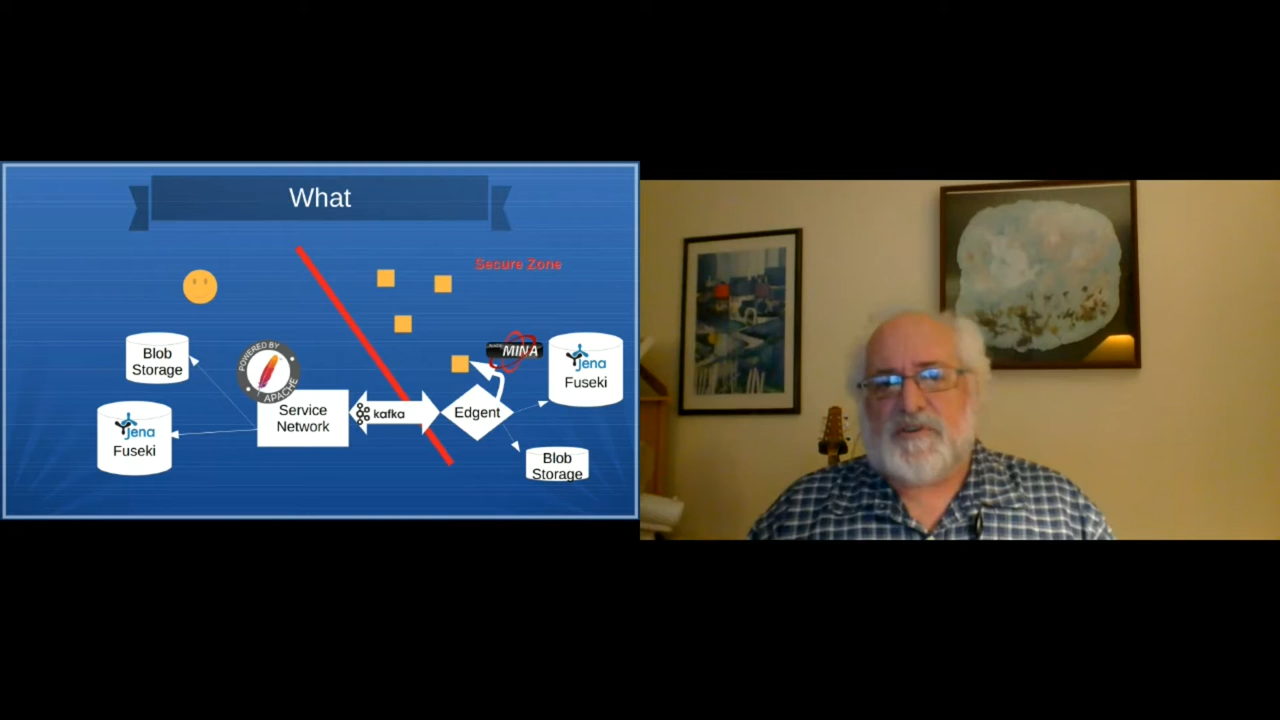 What
Secure Zone
Blob
Storage
POWERED BY
APACHE
MINA
Jena
Fuseki
Service
Network
kafka
Edgent
Jena
Fuseki
Blob
Storage